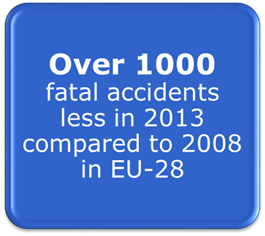 Over 1000
fatal accidents
less in 2013
compared to 2008
in EU-28